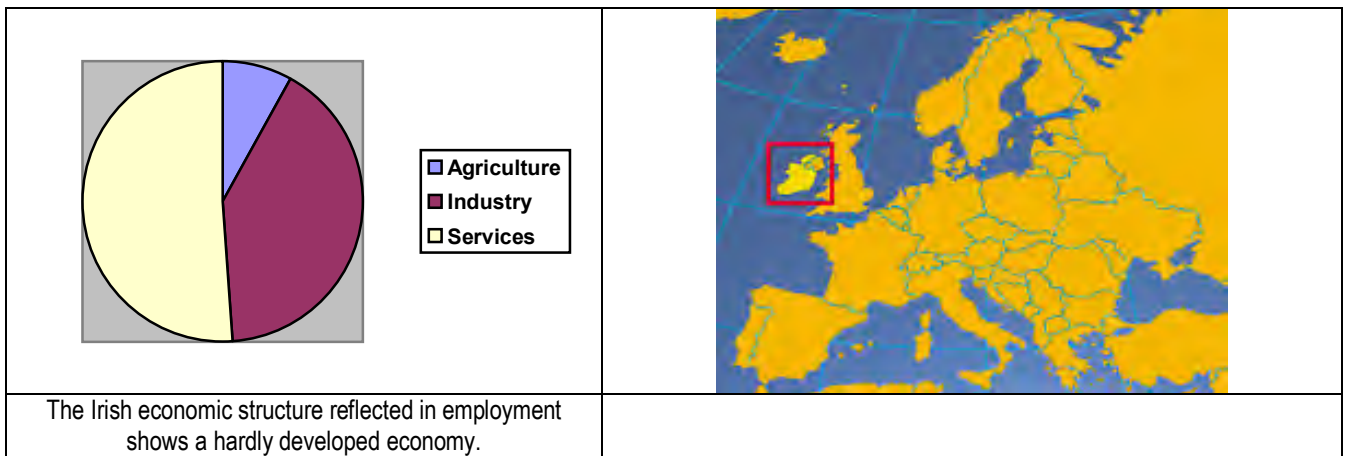 Agriculture
Industry
Services
The Irish economic structure reflected in employment
shows a hardly developed economy.